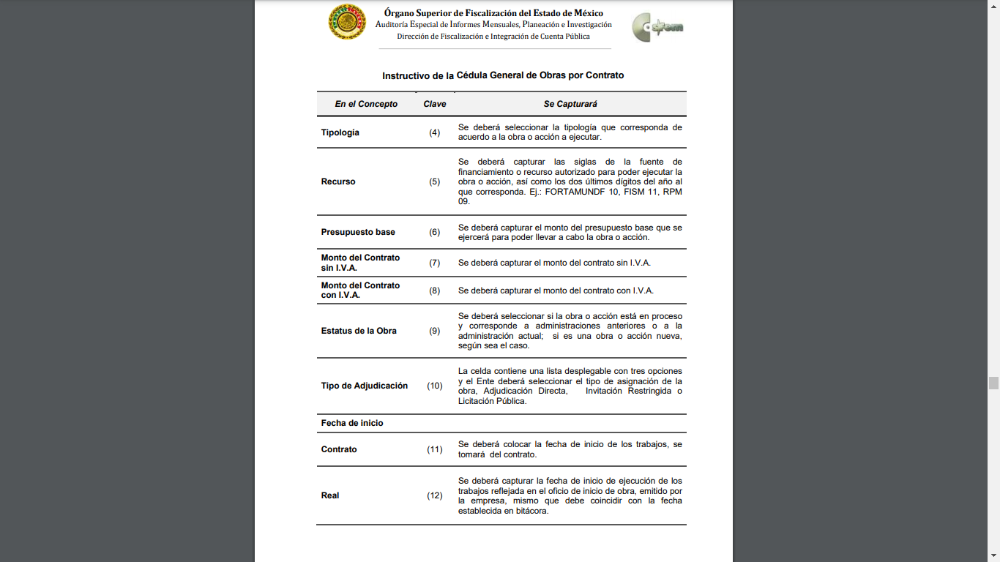 Órgano Superior de Fiscalización del Estado de México
Auditoría Especial de Informes Mensuales, Planeación e Investigación
Dirección de Fiscalización e Integración de Cuenta Pública
osfem
Instructivo de la Cédula General de Obras por Contrato
En el Concepto Clave Se Capturará
Tipología (4) Se deberá seleccionar la tipología que corresponda de
acuerdo a la obra o acción a ejecutar.
Recurso (5) Se deberá capturar las siglas de la fuente de
financiamiento o recurso autorizado para poder ejecutar la
obra o acción, así como los dos últimos dígitos del año al
que corresponda. Ej.: FORTAMUNDF 10, FISM 11, RPM
09.
Presupuesto base (6) Se deberá capturar el monto del presupuesto base que se
ejercerá para poder llevar a cabo la obra o acción.
Monto del Contrato
sin I.V.A. (7) Se deberá capturar el monto del contrato sin I.V.A.
Monto del Contrato
con I.V.A. (8) Se deberá capturar el monto del contrato con I.V.A.
Estatus de la Obra (9) Se deberá seleccionar si la obra o acción está en proceso
y corresponde a administraciones anteriores o a la
administración actual; si es una obra o acción nueva,
según sea el caso.
Tipo de Adjudicación (10) La celda contiene una lista desplegable con tres opciones
y el Ente deberá seleccionar el tipo de asignación de la
obra, Adjudicación Directa, Invitación Restringida o
Licitación Pública.
Fecha de inicio
Contrato (11) Se deberá colocar la fecha de inicio de los trabajos, se
tomará del contrato.
Real (12) Se deberá capturar la fecha de inicio de ejecución de los
trabajos reflejada en el oficio de inicio de obra, emitido por
la empresa, mismo que debe coincidir con la fecha
establecida en bitácora.